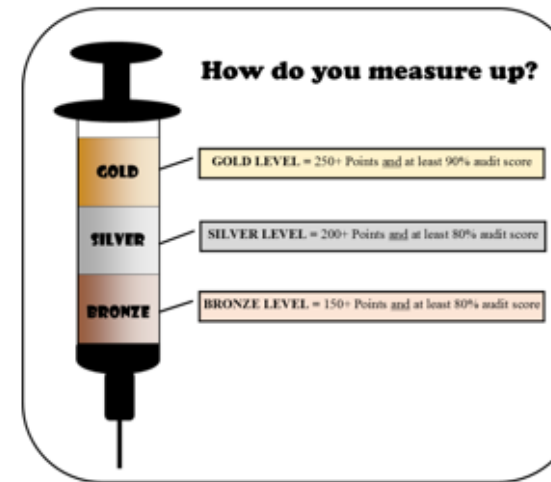 How do you measure up?
GOLD
GOLD LEVEL = 250+ Points and at least 90% audit score
SILVER
SILVER LEVEL = 200+ Points and at least 80% audit score
BRONZE
BRONZE LEVEL = 150+ Points and at least 80% audit score